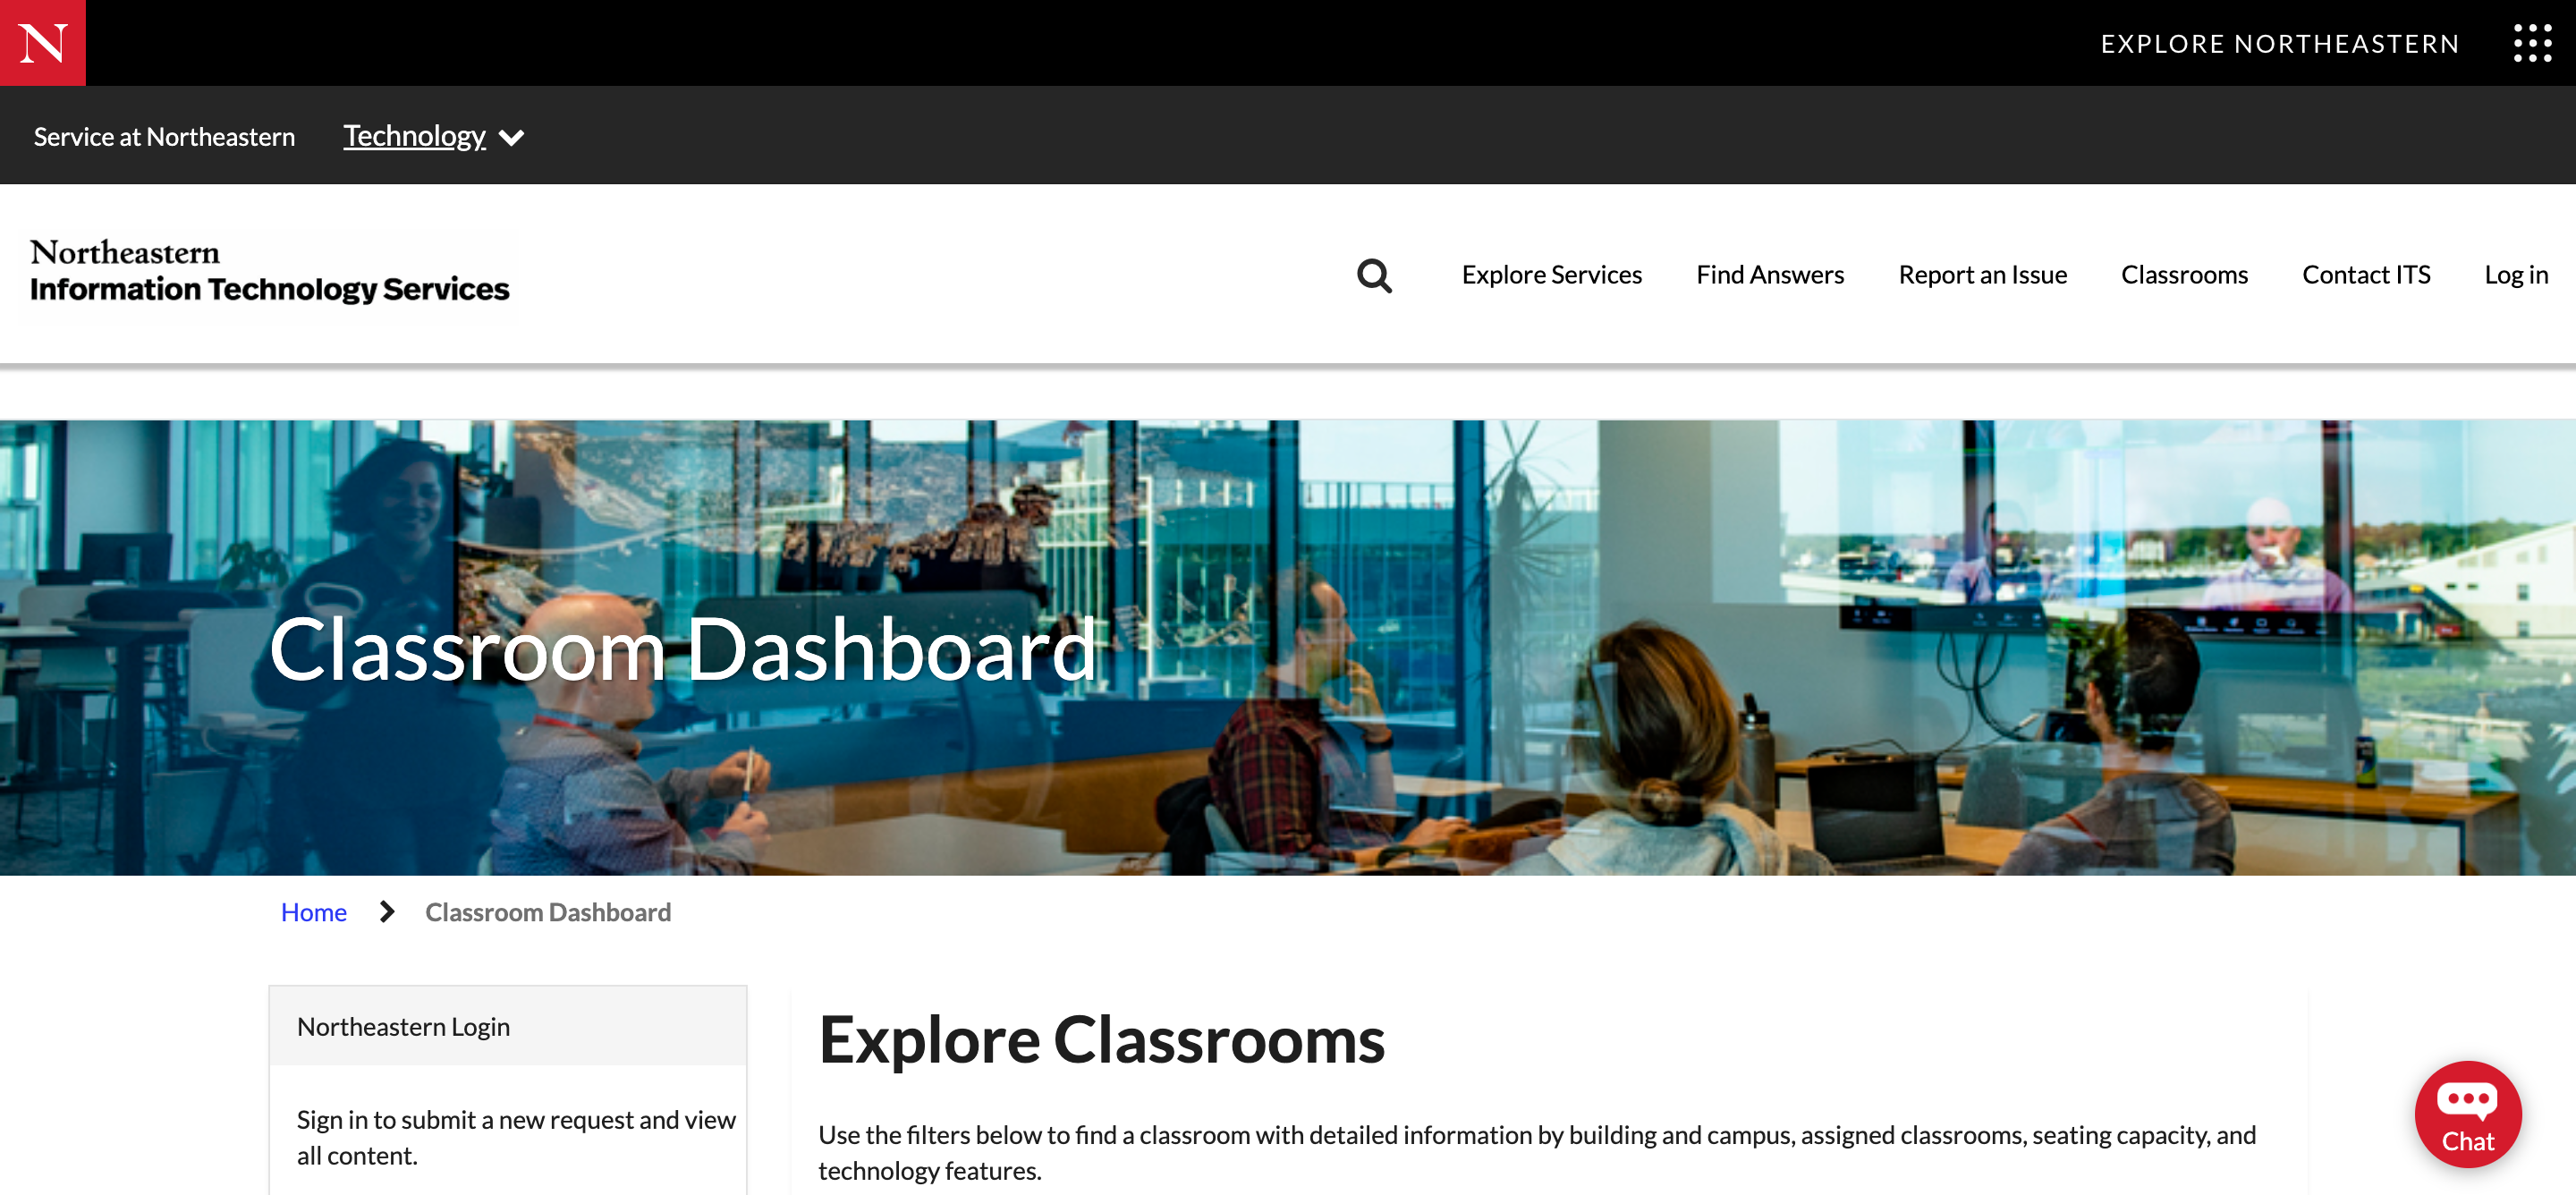 N
EXPLORE NORTHEASTERN
Service at Northeastern
Technology
Northeastern
Information Technology Services
Explore Services
Find Answers
Report an Issue
Classrooms
Contact ITS
Log in
Classroom Dashboard
Home
Classroom Dashboard
Northeastern Login
Sign in to submit a new request and view
all content.
Explore Classrooms
Use the filters below to find a classroom with detailed information by building and campus, assigned classrooms, seating capacity, and
technology features.
Chat